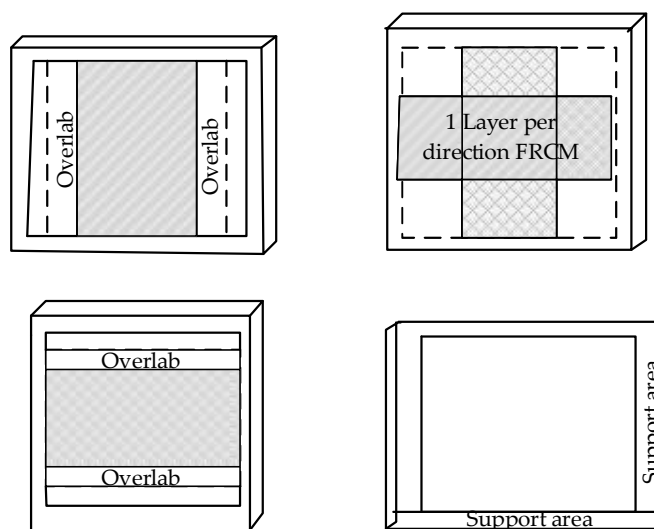 Overlab
Overlab
1 Layer per
direction FRCM
Overlab
Overlab
Support area
Support area